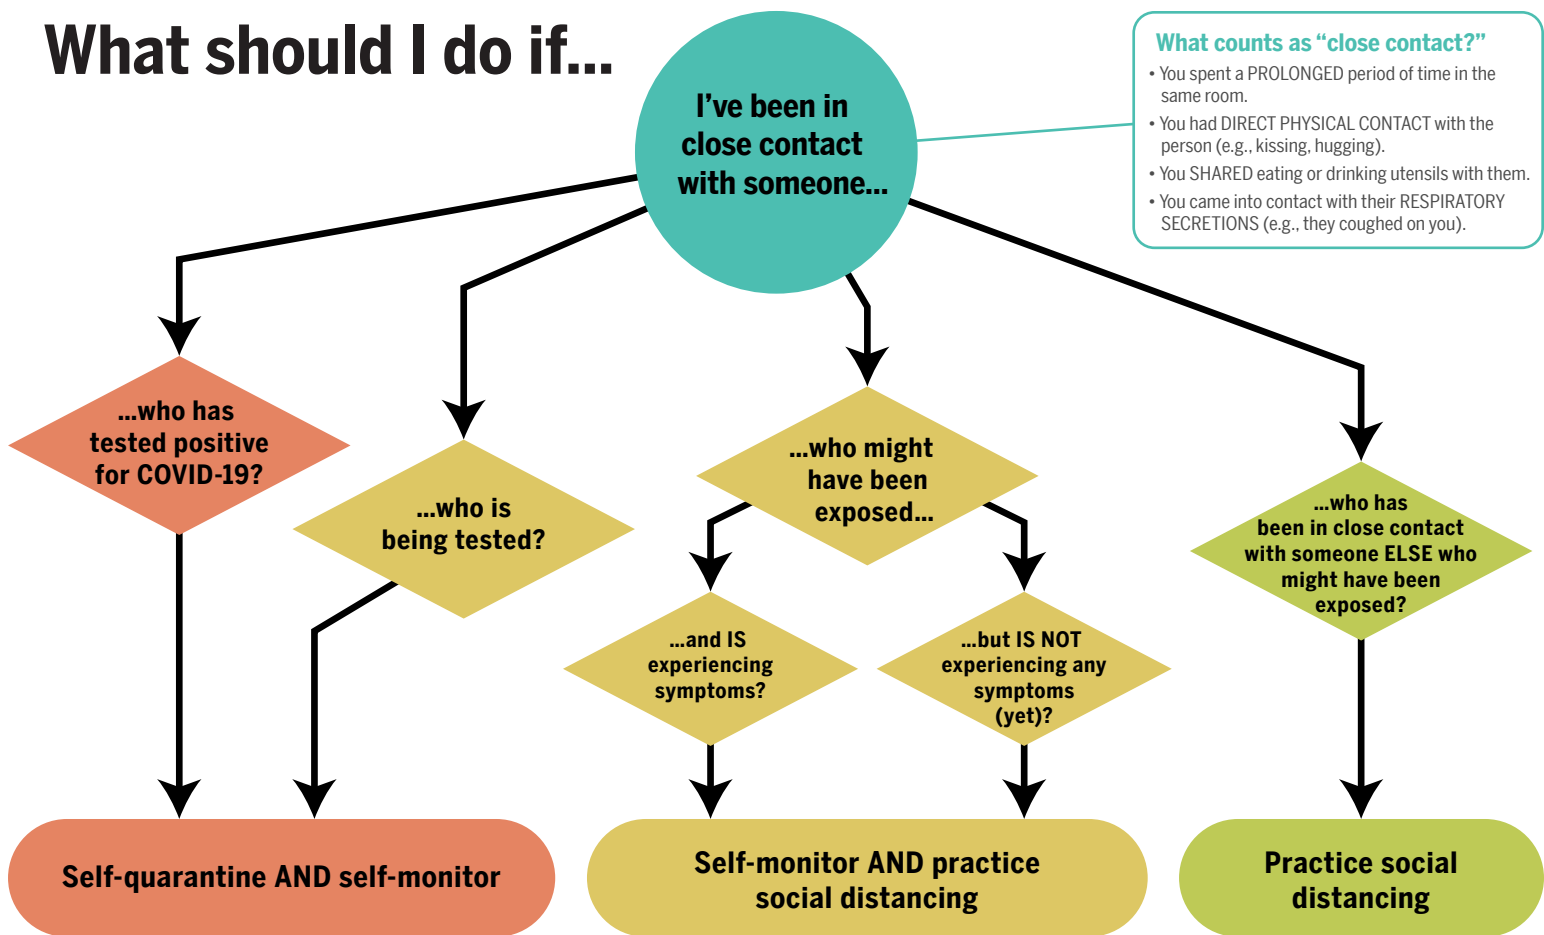 What should I do if...
I've been in
close contact
with someone...
What counts as “close contact?”
• You spent a PROLONGED period of time in the
same room.
• You had DIRECT PHYSICAL CONTACT with the
person (e.g., kissing, hugging).
• You SHARED eating or drinking utensils with them.
• You came into contact with their RESPIRATORY
SECRETIONS (e.g., they coughed on you).
...who has
tested positive
for COVID-19?
...who is
being tested?
...who might
have been
exposed...
...who has
been in close contact
with someone ELSE who
might have been
exposed?
...and IS
experiencing
symptoms?
...but IS NOT
experiencing any
symptoms
(yet)?
Self-quarantine AND self-monitor
Self-monitor AND practice
social distancing
Practice social
distancing